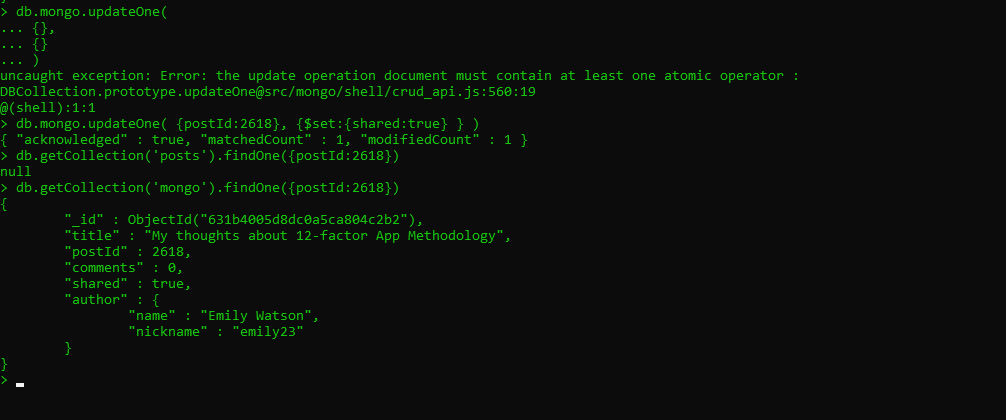 > db.mongo.updateOne(
... {},
... {}
... )
uncaught exception: Error: the update operation document must contain at least one atomic operator :
DBCollection.prototype.updateOne@src/mongo/shell/crud_api.js:560:19
@(shell):1:1
> db.mongo.updateOne( {postId:2618}, {$set:{shared:true} } )
{ "acknowledged" : true, "matchedCount" : 1, "modifiedCount" : 1 }
> db.getCollection('posts').findOne({postId:2618})
null
> db.getCollection('mongo').findOne({postId:2618})
{
        "_id" : ObjectId("631b4005d8dc0a5ca804c2b2"),
        "title" : "My thoughts about 12-factor App Methodology",
        "postId" : 2618,
        "comments" : 0,
        "shared" : true,
        "author" : {
                "name" : "Emily Watson",
                "nickname" : "emily23"
        }
}
>